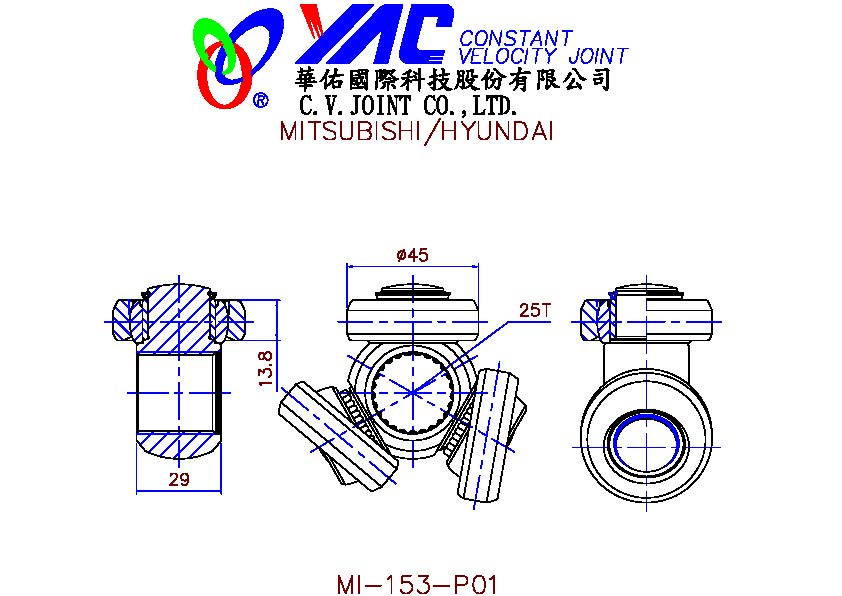 YAC CONSTANT
VELOCITY JOINT
®
華佑國際科技股份有限公司
C.V.JOINT CO.,LTD.
MITSUBISHI/HYUNDAI
ø45
25T
13.8
29
MI-153-P01